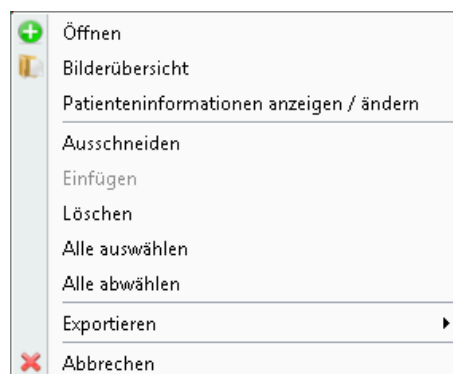 Öffnen
Bilderübersicht
Patienteninformationen anzeigen / ändern
Ausschneiden
Einfügen
Löschen
Alle auswählen
Alle abwählen
Exportieren
Abbrechen